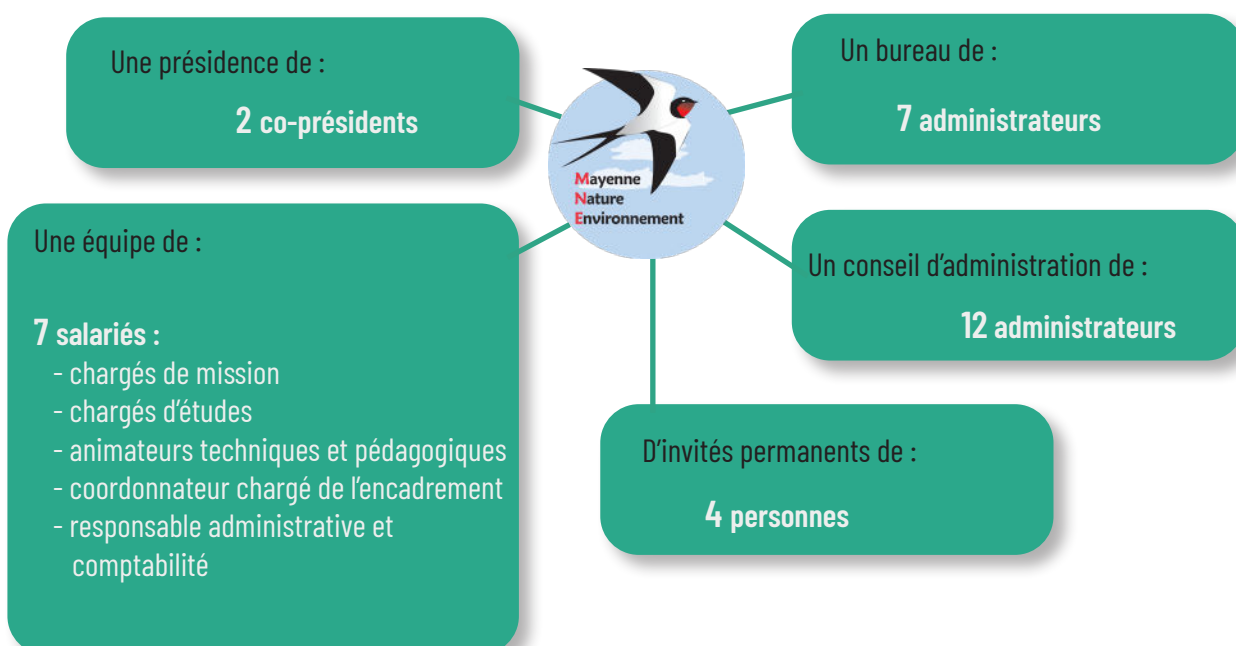 Une présidence de :
2 co-présidents
Un bureau de :
7 administrateurs
Mayenne
Nature
Environnement
Une équipe de :
7 salariés :
- chargés de mission
- chargés d’études
- animateurs techniques et pédagogiques
- coordonnateur chargé de l’encadrement
- responsable administrative et
comptabilité
Un conseil d’administration de :
12 administrateurs
D’invités permanents de :
4 personnes